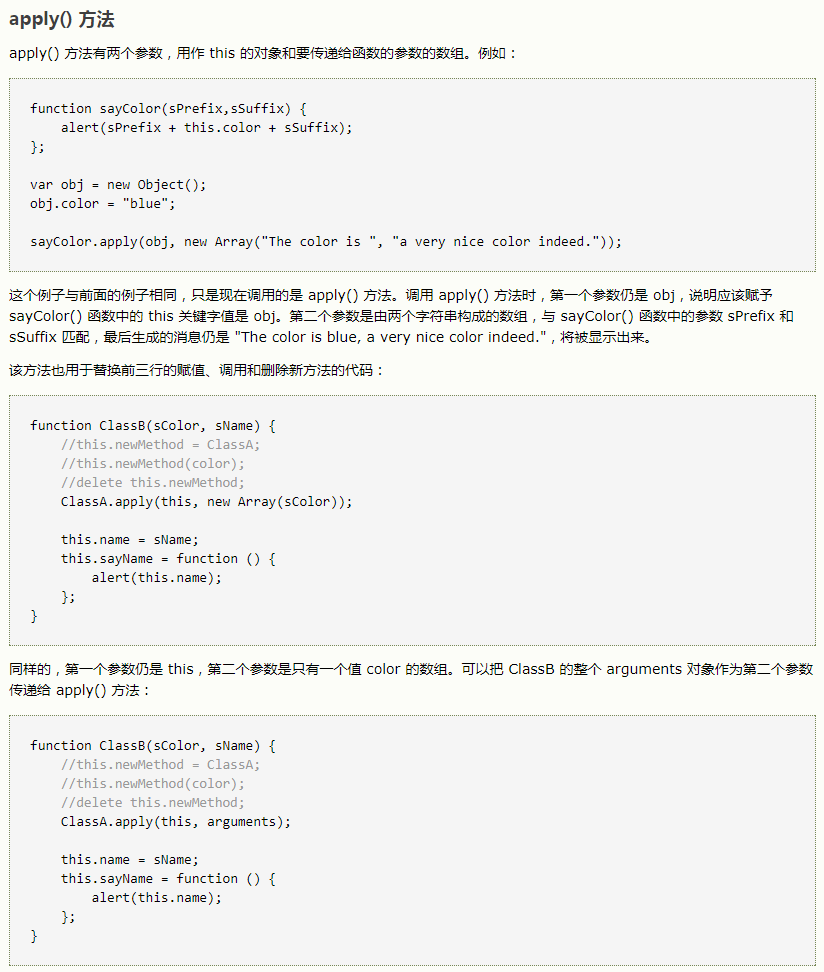 apply() 方法
apply() 方法有两个参数，用作 this 的对象和要传递给函数的参数的数组。例如：
function sayColor(sPrefix,sSuffix) {
    alert(sPrefix + this.color + sSuffix);
};
var obj = new Object();
obj.color = "blue";
sayColor.apply(obj, new Array("The color is ", "a very nice color indeed."));
这个例子与前面的例子相同，只是现在调用的是 apply() 方法。调用 apply() 方法时，第一个参数仍是 obj，说明应该赋予
sayColor() 函数中的 this 关键字值是 obj。第二个参数是由两个字符串构成的数组，与 sayColor() 函数中的参数 sPrefix 和
sSuffix 匹配，最后生成的消息仍是 "The color is blue, a very nice color indeed."，将被显示出来。
该方法也用于替换前三行的赋值、调用和删除新方法的代码：
function ClassB(sColor, sName) {
    //this.newMethod = ClassA;
    //this.newMethod(color);
    //delete this.newMethod;
    ClassA.apply(this, new Array(sColor));
    this.name = sName;
    this.sayName = function () {
        alert(this.name);
    };
}
同样的，第一个参数仍是 this，第二个参数是只有一个值 color 的数组。可以把 ClassB 的整个 arguments 对象作为第二个参数
传递给 apply() 方法：
function ClassB(sColor, sName) {
    //this.newMethod = ClassA;
    //this.newMethod(color);
    //delete this.newMethod;
    ClassA.apply(this, arguments);
    this.name = sName;
    this.sayName = function () {
        alert(this.name);
    };
}